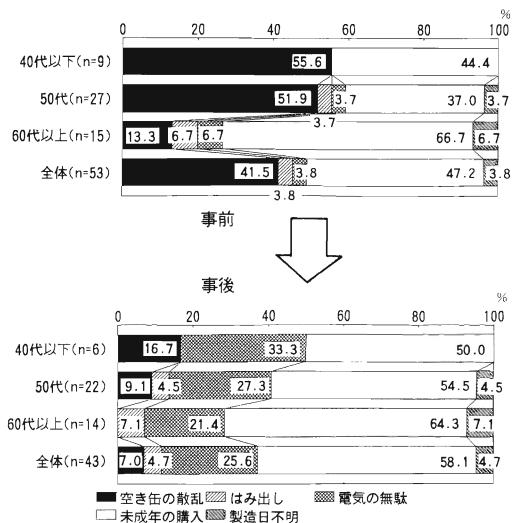 %
0 20 40 60 80 100
40代以下(n=9) 55.6 44.4
50代(n=27) 51.9 3.7 37.0 3.7
3.7
60代以上(n=15) 13.3 6.7 6.7 66.7 6.7
全体(n=53) 41.5 3.8 47.2 3.8
3.8
事前
事後
%
0 20 40 60 80 100
40代以下(n=6) 16.7 33.3 50.0
50代(n=22) 9.1 4.5 27.3 54.5 4.5
60代以上(n=14) 7.1 21.4 64.3 7.1
全体(n=43) 7.0 4.7 25.6 58.1 4.7
空き缶の散乱 はみ出し 電気の無駄
未成年の購入 製造日不明